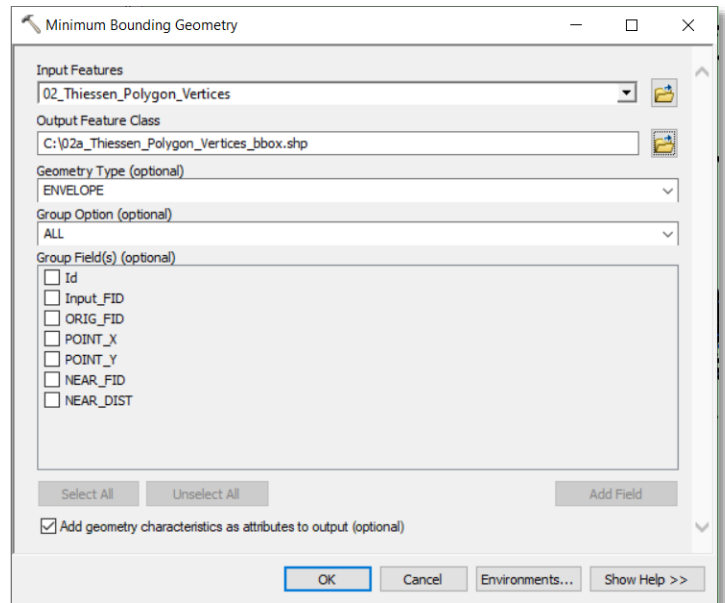 Minimum Bounding Geometry
Input Features
02_Thiessen_Polygon_Vertices
Output Feature Class
C:\02a_Thiessen_Polygon_Vertices_bbox.shp
Geometry Type (optional)
ENVELOPE
Group Option (optional)
ALL
Group Field(s) (optional)
Id
Input_FID
ORIG_FID
POINT_X
POINT_Y
NEAR_FID
NEAR_DIST
Select All Unselect All Add Field
Add geometry characteristics as attributes to output (optional)
OK Cancel Environments... Show Help >>